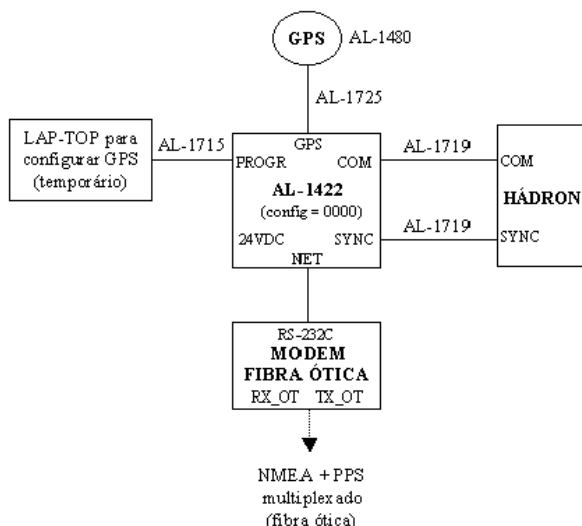 GPS
AL-1480
AL-1725
LAP-TOP para
configurar GPS
(temporário)
AL-1715
GPS
PROGR
COM
AL-1422
(config = 0000)
24VDC
SYNC
NET
AL-1719
AL-1719
COM
HÁDRON
SYNC
RS-232C
MODEM
FIBRA ÓTICA
RX_OT TX_OT
NMEA + PPS
multiplexado
(fibra ótica)